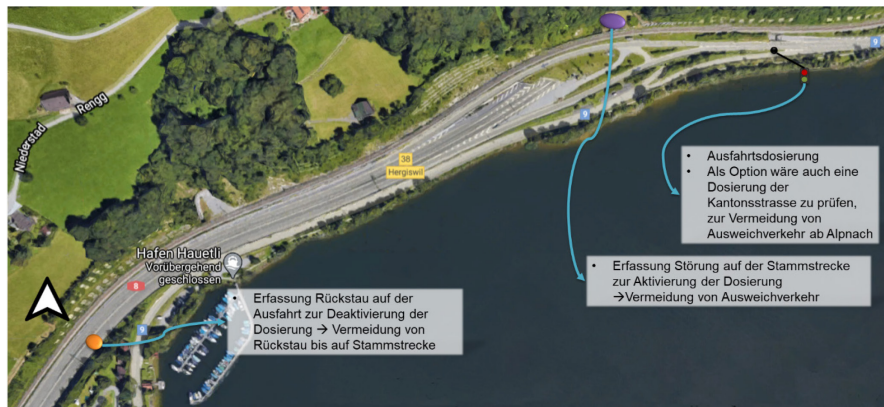 9
Rengg
Niederstad
9
38
Hergiswil
• Ausfahrtsdosierung
• Als Option wäre auch eine
Dosierung der
Kantonsstrasse zu prüfen,
zur Vermeidung von
Ausweichverkehr ab Alpnach
Hafen Hauetli
Vorübergehend
geschlossen
• Erfassung Störung auf der Stammstrecke
zur Aktivierung der Dosierung
→Vermeidung von Ausweichverkehr
8
• Erfassung Rückstau auf der
Ausfahrt zur Deaktivierung der
Dosierung → Vermeidung von
Rückstau bis auf Stammstrecke
9